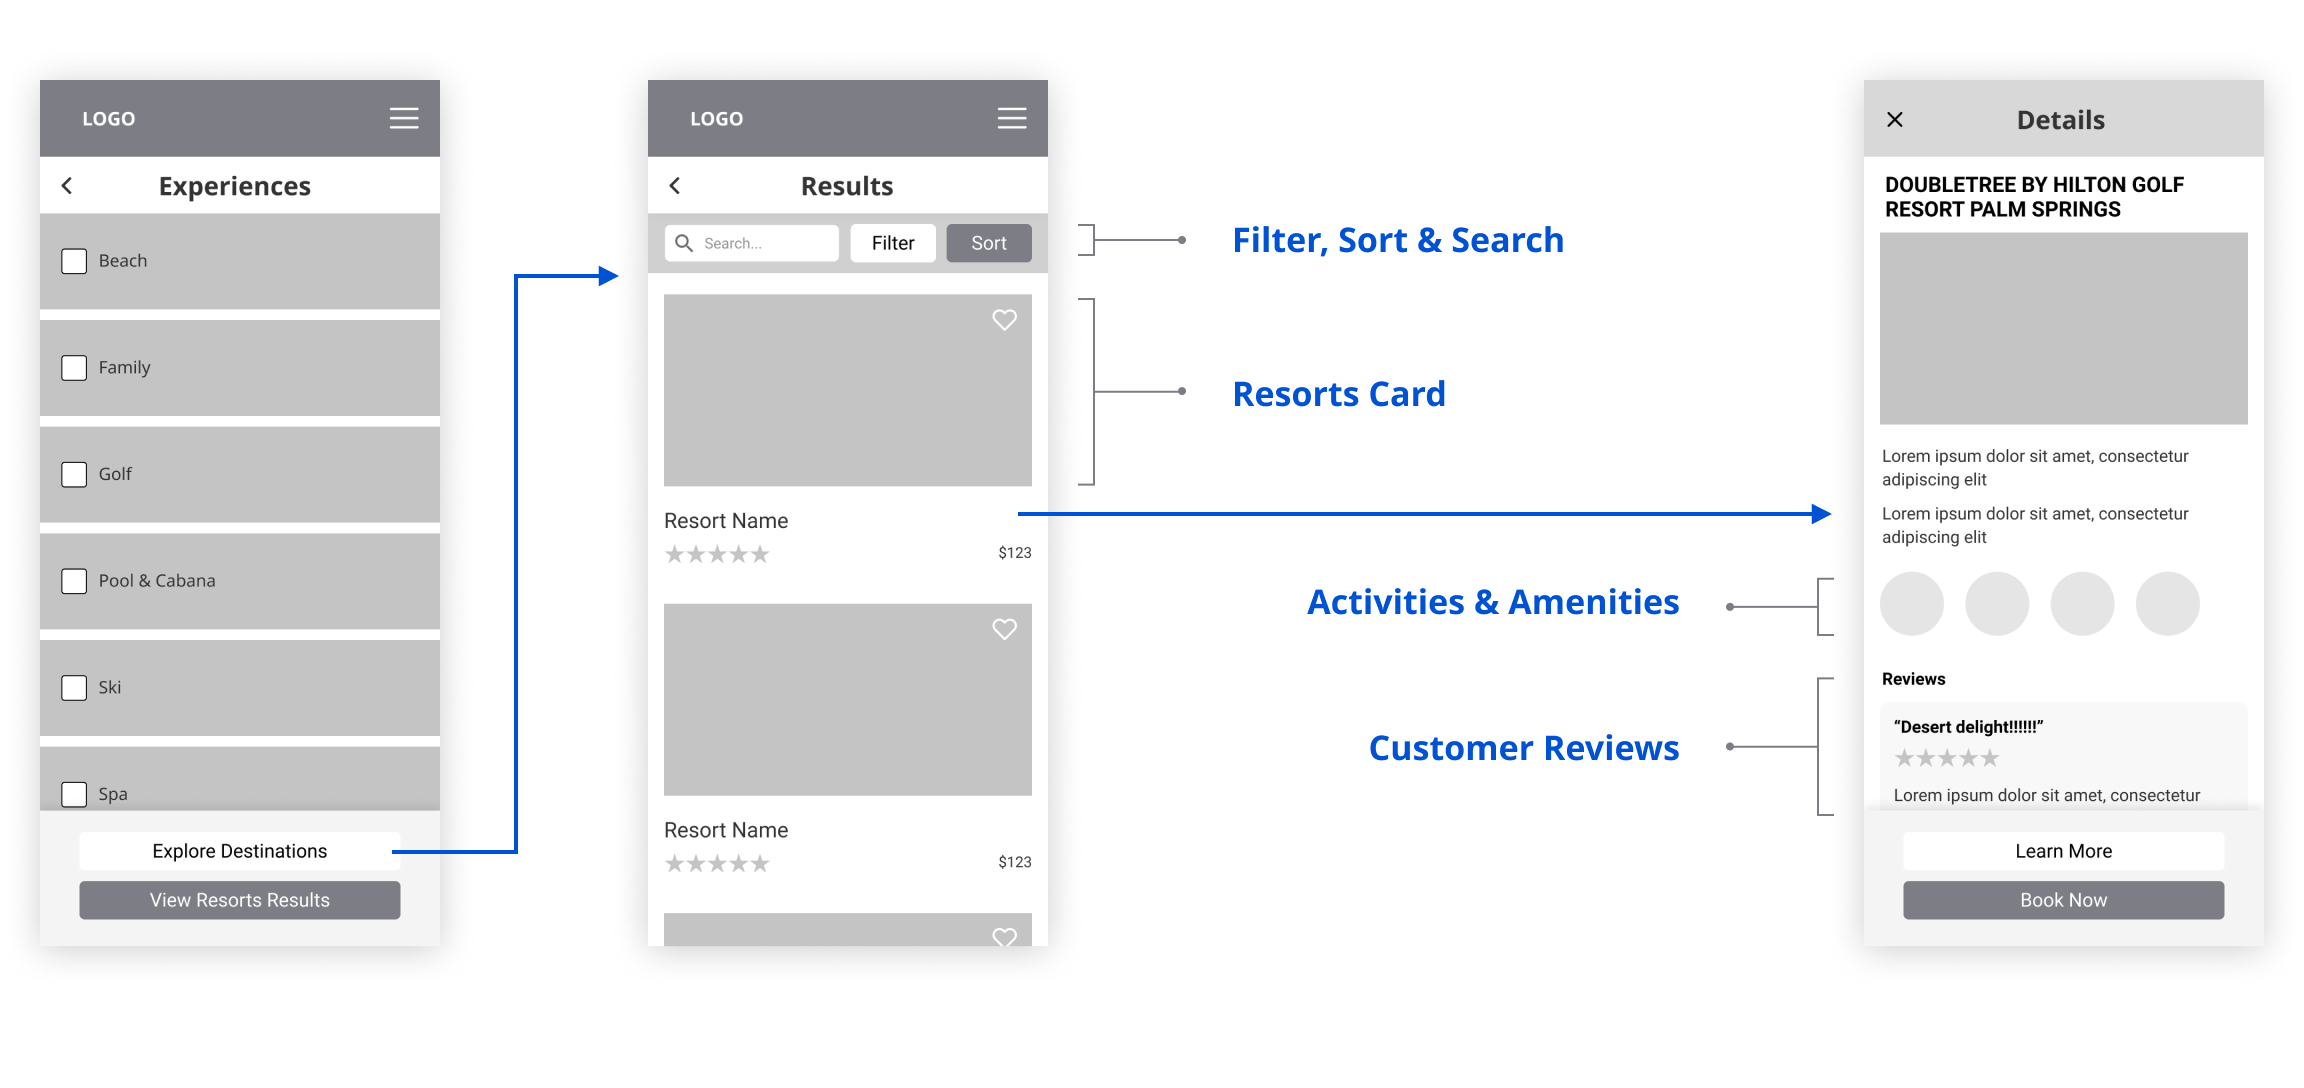 LOGO
Experiences
Beach
Family
Golf
Pool & Cabana
Ski
Spa
Explore Destinations
View Resorts Results
LOGO
Results
Search...
Filter
Sort
Resort Name
$123
Resort Name
$123
Filter, Sort & Search
Resorts Card
Activities & Amenities
Customer Reviews
Details
DOUBLETREE BY HILTON GOLF
RESORT PALM SPRINGS
Lorem ipsum dolor sit amet, consectetur
adipiscing elit
Lorem ipsum dolor sit amet, consectetur
adipiscing elit
Reviews
“Desert delight!!!!!!”
Lorem ipsum dolor sit amet, consectetur
Learn More
Book Now